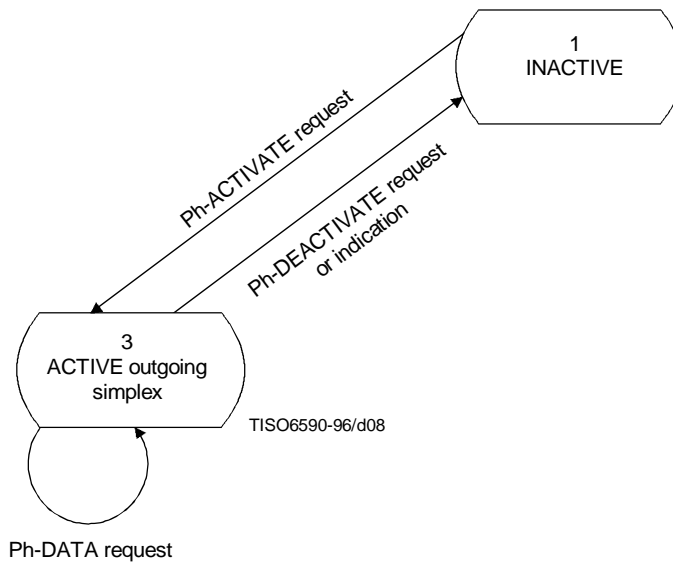 1
INACTIVE
Ph-ACTIVATE request
Ph-DEACTIVATE request
or indication
3
ACTIVE outgoing
simplex
TISO6590-96/d08
Ph-DATA request